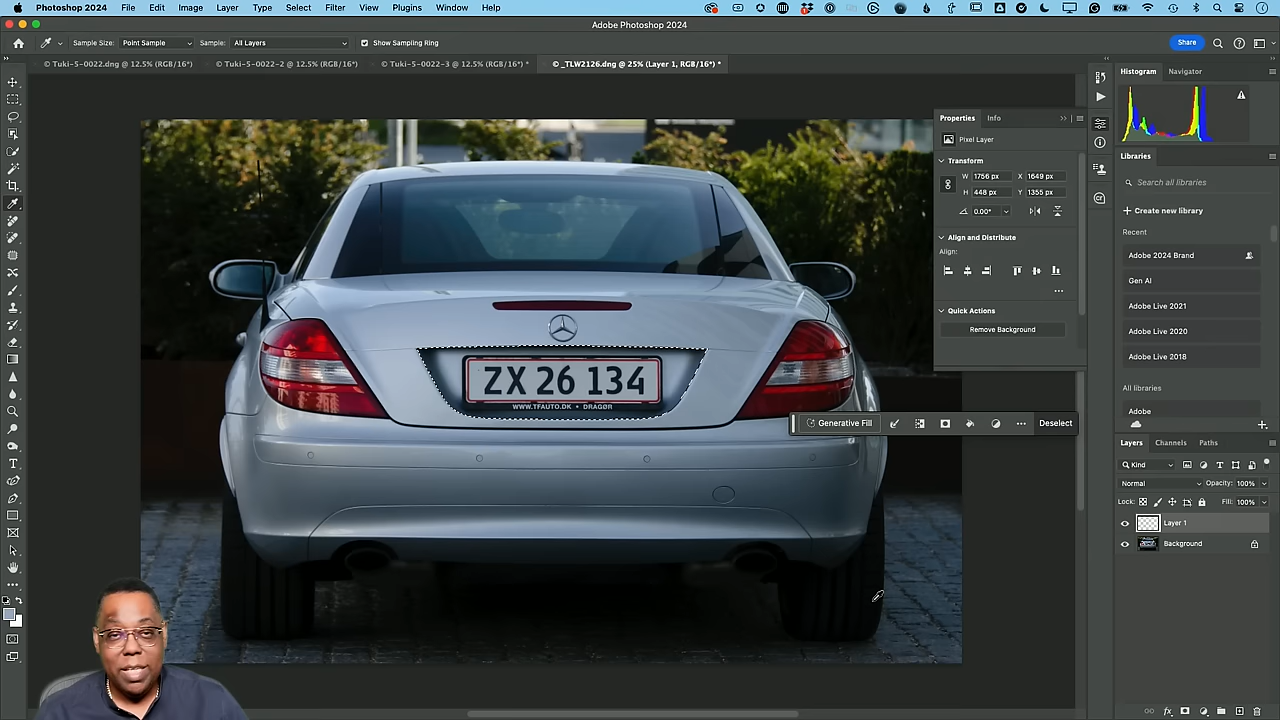 Photoshop 2024 File Edit Image Layer Type Select Filter View Plugins Window Help
Adobe Photoshop 2024
Sample Size: Point Sample Sample: All Layers Show Sampling Ring Share
© Tuki-5-0022.dng @ 12.5% (RGB/16*) © Tuki-5-0022-2 @ 12.5% (RGB/16*) © Tuki-5-0022-3 @ 12.5% (RGB/16*) * © _TLW2126.dng @ 25% (Layer 1, RGB/16*) *
Histogram Navigator
Properties Info
Pixel Layer
Transform
W 1756 px X 1649 px
H 448 px Y 1355 px
0.00°
Align and Distribute
Align:
Quick Actions
Remove Background
Libraries
Search all libraries
Create new library
Recent
Adobe 2024 Brand
Gen AI
Adobe Live 2021
Adobe Live 2020
Adobe Live 2018
All libraries
Adobe
ZX 26 134
WWW.TFAUTO.DK • DRAGØR
Generative Fill Deselect
Layers Channels Paths
Kind
Normal Opacity: 100%
Lock: Fill: 100%
Layer 1
Background